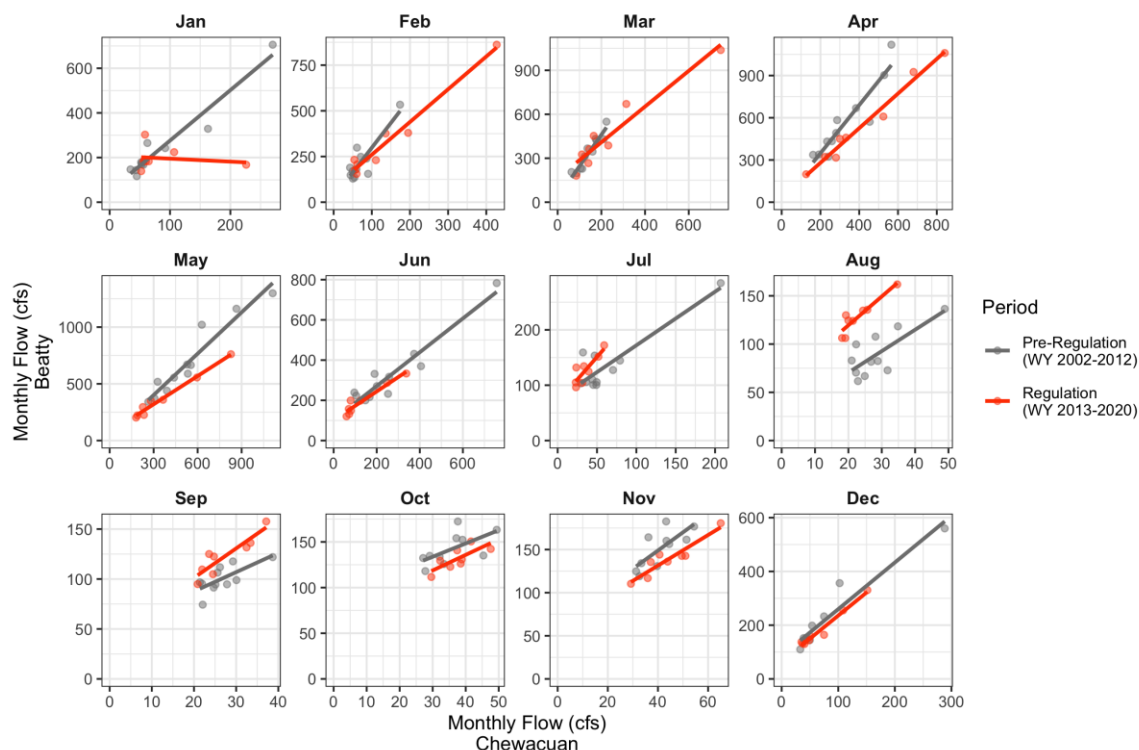 Jan Feb Mar Apr
600
400
200
0
0 100 200
750
500
250
0
0 100 200 300 400
900
600
300
0
0 200 400 600
900
600
300
0
0 200 400 600 800
May Jun Jul Aug
1000
500
0
0 300 600 900
800
600
400
200
0
0 200 400 600
200
100
0
0 50 100 150 200
150
100
50
0
0 10 20 30 40 50
Sep Oct Nov Dec
150
100
50
0
0 10 20 30 40
150
100
50
0
0 10 20 30 40 50
175
150
125
100
75
50
25
0
0 20 40 60
600
400
200
0
0 100 200 300
Monthly Flow (cfs)
Beatty
Monthly Flow (cfs)
Chewacuan
Period
Pre-Regulation
(WY 2002-2012)
Regulation
(WY 2013-2020)